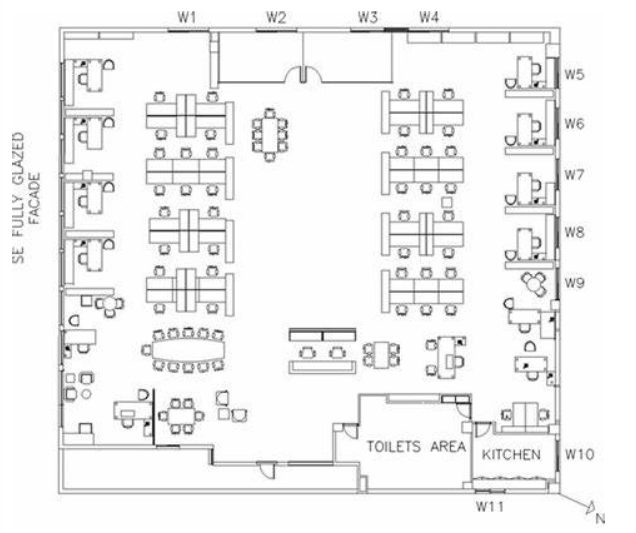 W1
W2
W3
W4
W5
W6
W7
W8
W9
SE FULLY GLAZED
FACADE
TOILETS AREA
KITCHEN
W10
W11
N